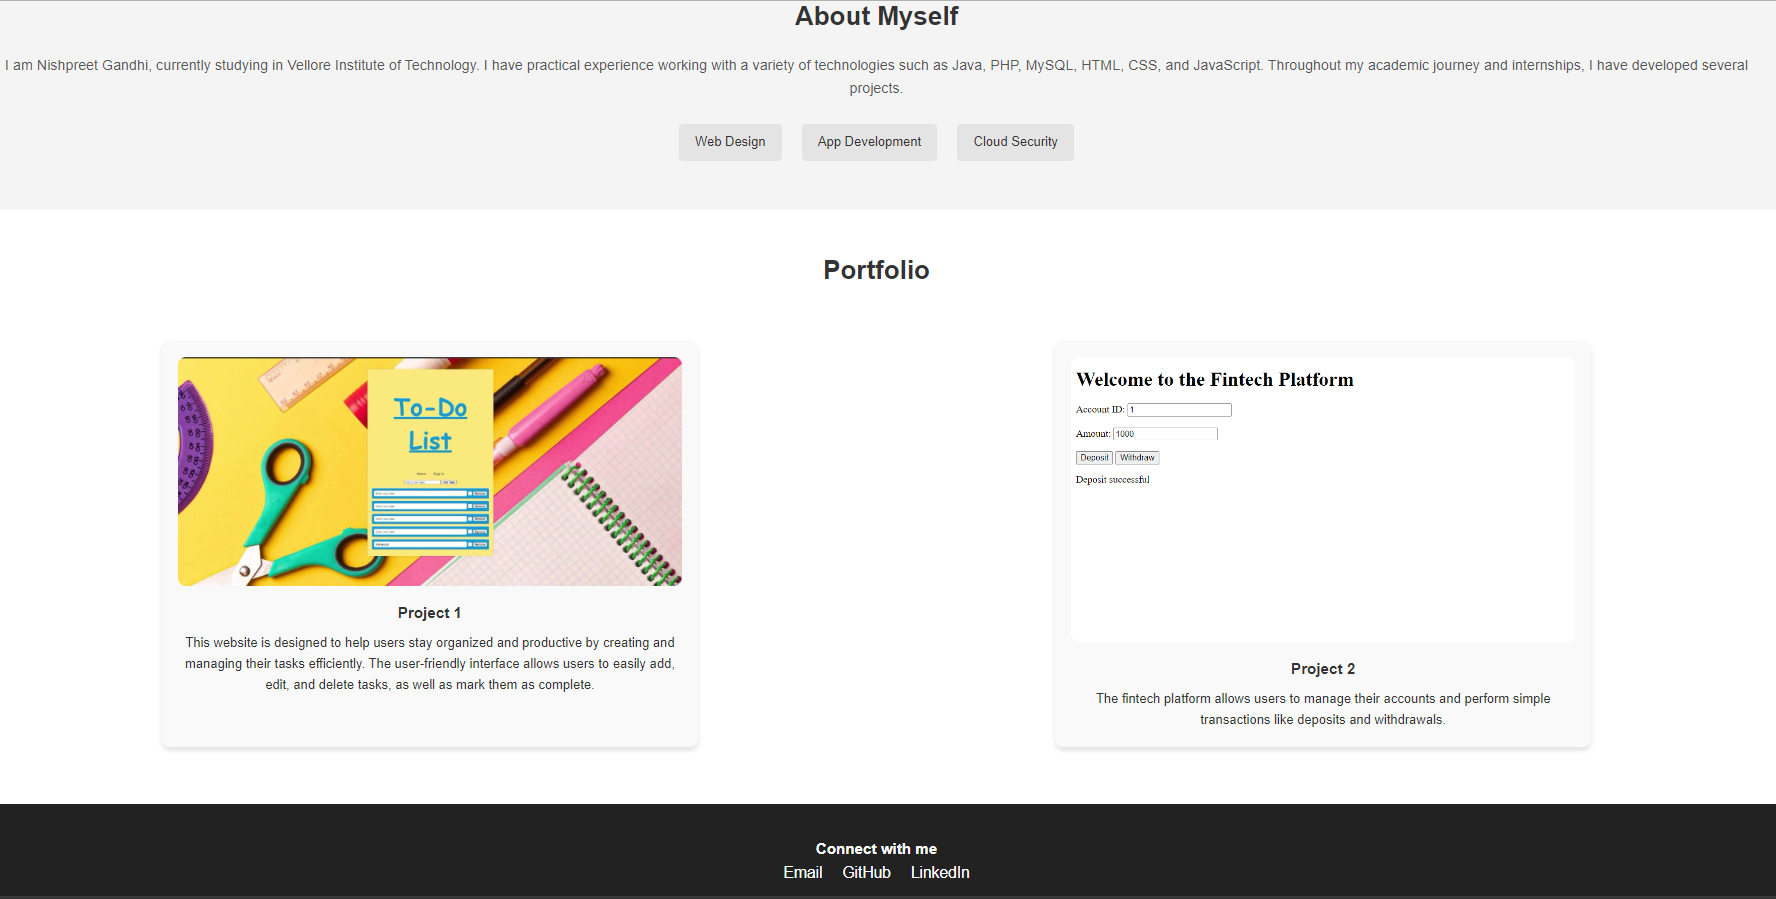 About Myself
I am Nishpreet Gandhi, currently studying in Vellore Institute of Technology. I have practical experience working with a variety of technologies such as Java, PHP, MySQL, HTML, CSS, and JavaScript. Throughout my academic journey and internships, I have developed several
projects.
Web Design
App Development
Cloud Security
Portfolio
To-Do
List
Home Sign In
Project 1
This website is designed to help users stay organized and productive by creating and
managing their tasks efficiently. The user-friendly interface allows users to easily add,
edit, and delete tasks, as well as mark them as complete.
Welcome to the Fintech Platform
Account ID: 1
Amount: 1000
Deposit Withdraw
Deposit successful
Project 2
The fintech platform allows users to manage their accounts and perform simple
transactions like deposits and withdrawals.
Connect with me
Email GitHub LinkedIn